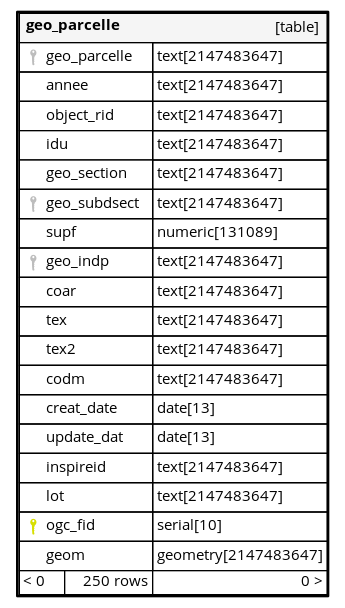 geo_parcelle [table]
geo_parcelle text[2147483647]
annee text[2147483647]
object_rid text[2147483647]
idu text[2147483647]
geo_section text[2147483647]
geo_subdsect text[2147483647]
supf numeric[131089]
geo_indp text[2147483647]
coar text[2147483647]
tex text[2147483647]
tex2 text[2147483647]
codm text[2147483647]
creat_date date[13]
update_dat date[13]
inspireid text[2147483647]
lot text[2147483647]
ogc_fid serial[10]
geom geometry[2147483647]
< 0 250 rows 0 >